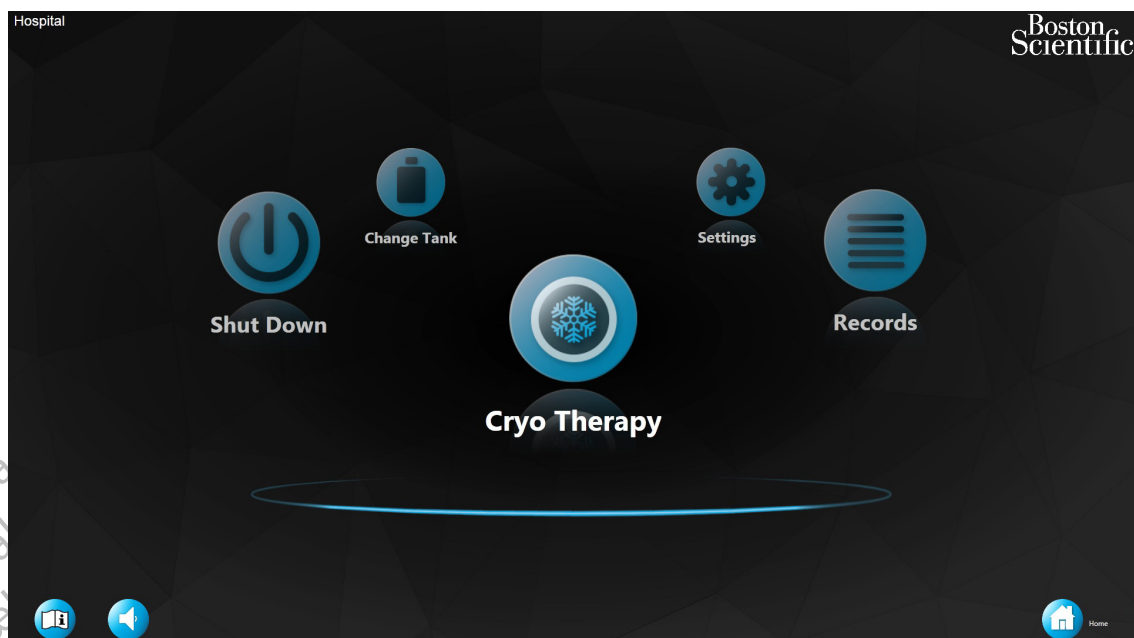 Hospital
Boston
Scientific
Change Tank
Settings
Shut Down
Records
Cryo Therapy
i
Home